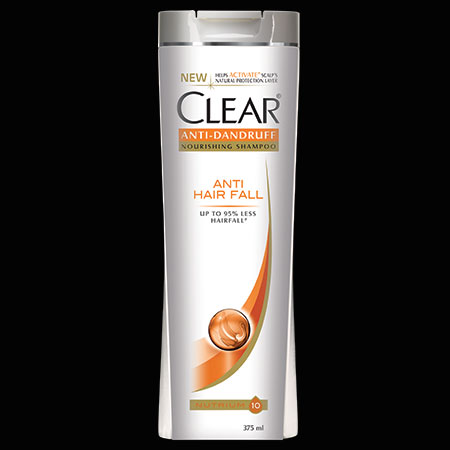 NEW
HELPS ACTIVATE* SCALP'S
NATURAL PROTECTION LAYER
CLEAR®
ANTI-DANDRUFF
NOURISHING SHAMPOO
ANTI
HAIR FALL
UP TO 95% LESS
HAIRFALL*
NUTRIUM 10
375 ml